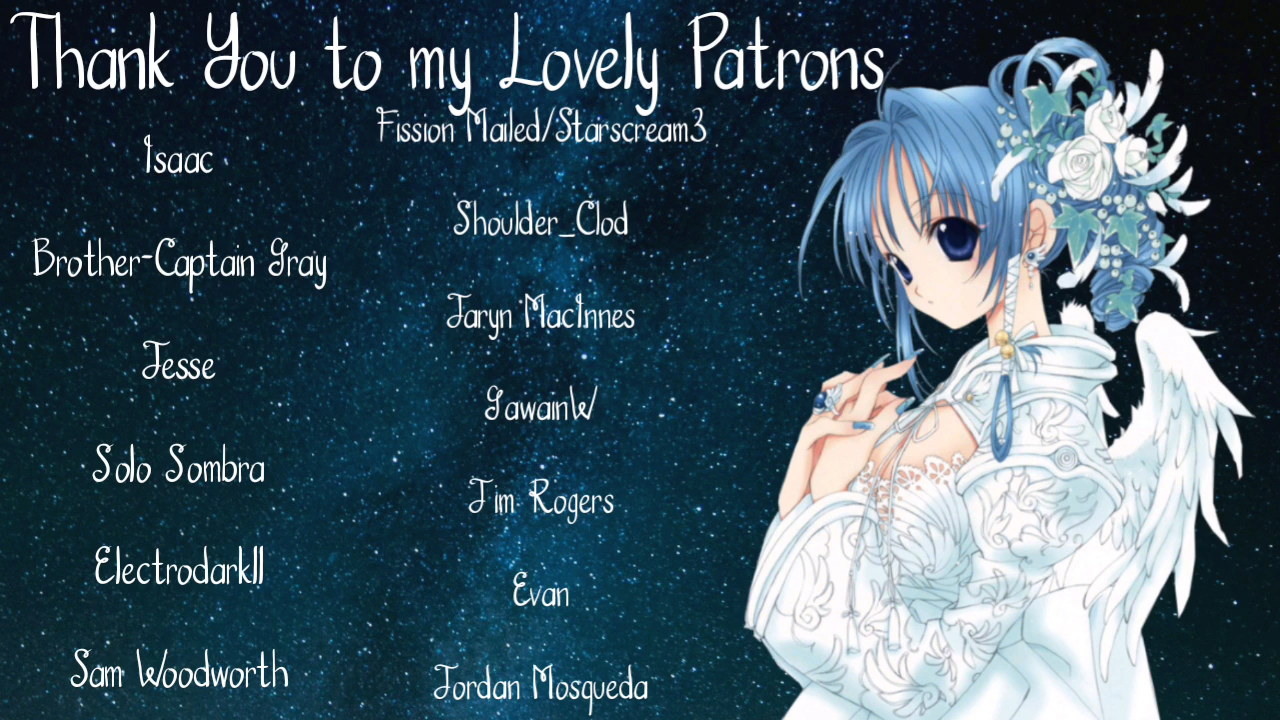 Thank You to my Lovely Patrons
Isaac
Brother-Captain Gray
Jesse
Solo Sombra
Electrodark11
Sam Woodworth
Fission Mailed/Starscream3
Shoulder_Clod
Taryn MacInnes
GawainW
Jim Rogers
Evan
Jordan Mosqueda